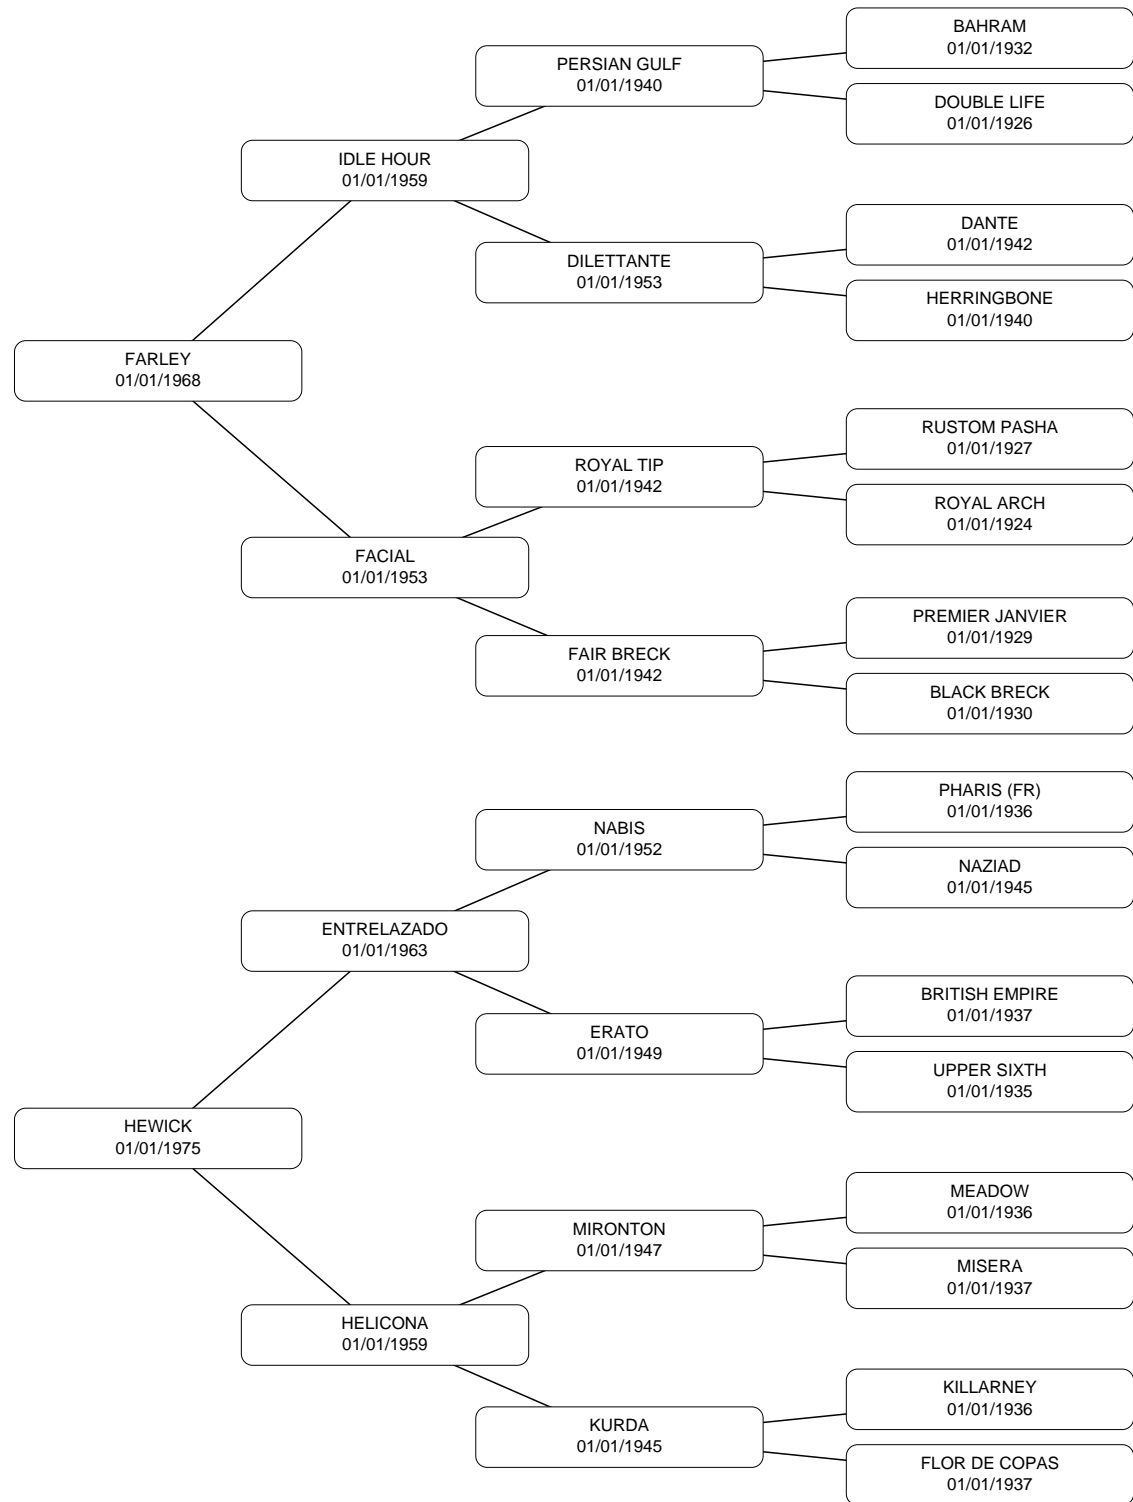 BAHRAM
01/01/1932
PERSIAN GULF
01/01/1940
DOUBLE LIFE
01/01/1926
IDLE HOUR
01/01/1959
DANTE
01/01/1942
DILETTANTE
01/01/1953
HERRINGBONE
01/01/1940
FARLEY
01/01/1968
RUSTOM PASHA
01/01/1927
ROYAL TIP
01/01/1942
ROYAL ARCH
01/01/1924
FACIAL
01/01/1953
PREMIER JANVIER
01/01/1929
FAIR BRECK
01/01/1942
BLACK BRECK
01/01/1930
PHARIS (FR)
01/01/1936
NABIS
01/01/1952
NAZIAD
01/01/1945
ENTRELAZADO
01/01/1963
BRITISH EMPIRE
01/01/1937
ERATO
01/01/1949
UPPER SIXTH
01/01/1935
HEWICK
01/01/1975
MEADOW
01/01/1936
MIRONTON
01/01/1947
MISERA
01/01/1937
HELICONA
01/01/1959
KILLARNEY
01/01/1936
KURDA
01/01/1945
FLOR DE COPAS
01/01/1937